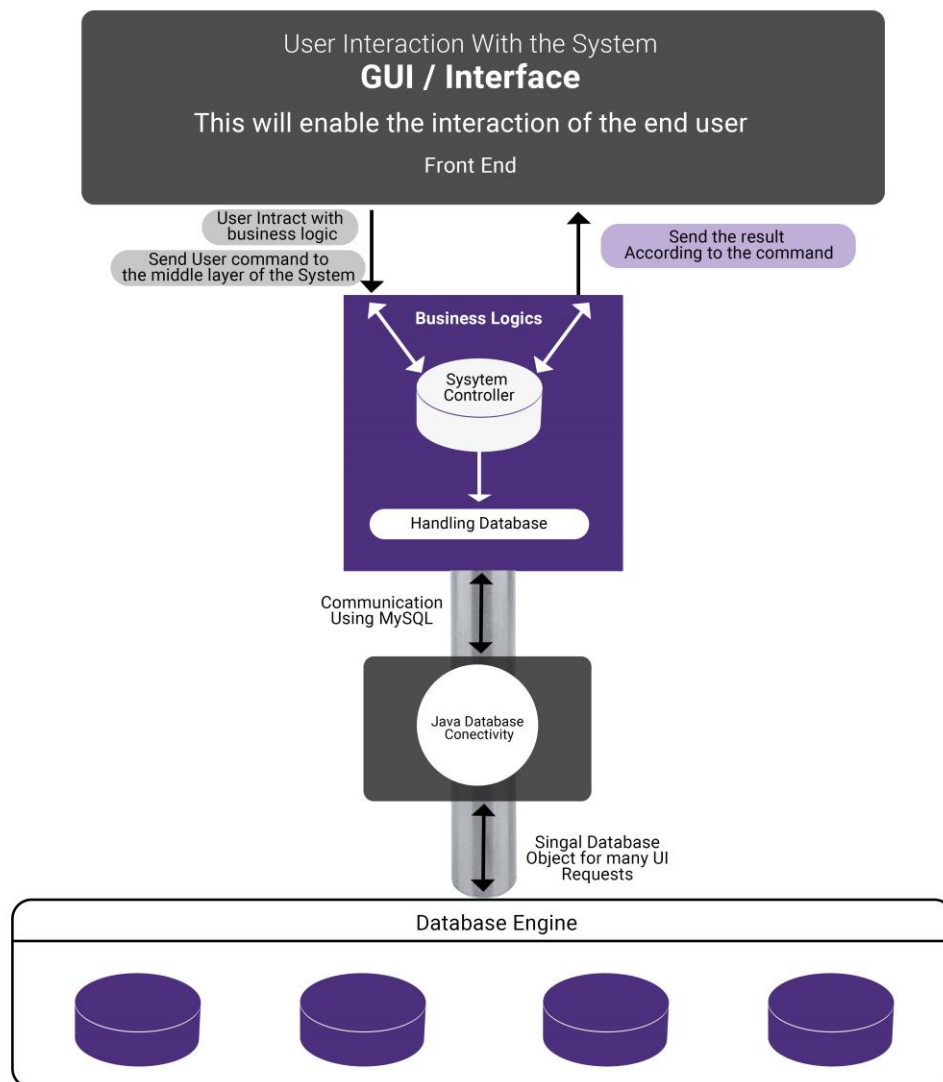 User Interaction With the System
GUI / Interface
This will enable the interaction of the end user
Front End
User Intract with
business logic
Send User command to
the middle layer of the System
Send the result
According to the command
Business Logics
Sysytem
Controller
Handling Database
Communication
Using MySQL
Java Database
Conectivity
Singal Database
Object for many UI
Requests
Database Engine